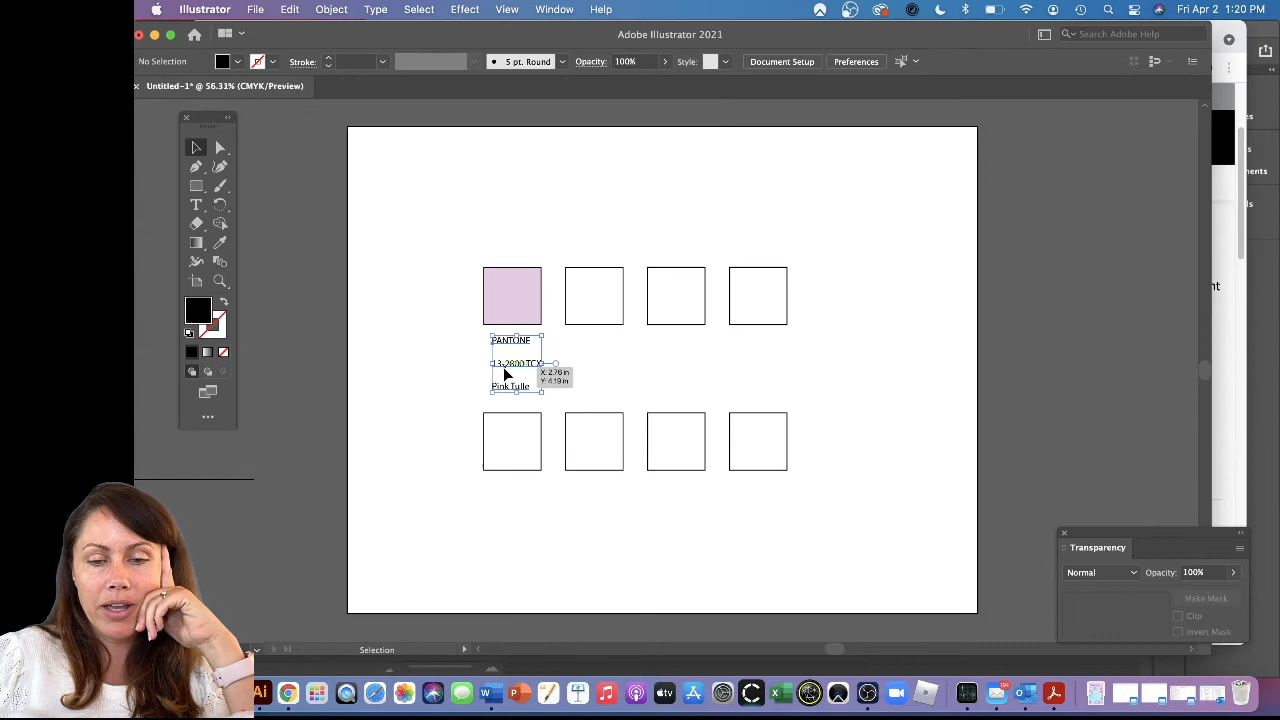 Illustrator File Edit Object Type Select Effect View Window Help
Fri Apr 2 1:20 PM
Adobe Illustrator 2021
Search Adobe Help
No Selection
Stroke:
5 pt. Round
Opacity: 100%
Style:
Document Setup
Preferences
Untitled-1* @ 56.31% (CMYK/Preview)
PANTONE
13-2800 TCX
Pink Tulle
X: 2.76 in
Y: 4.19 in
Transparency
Normal
Opacity: 100%
Make Mask
Clip
Invert Mask
Selection